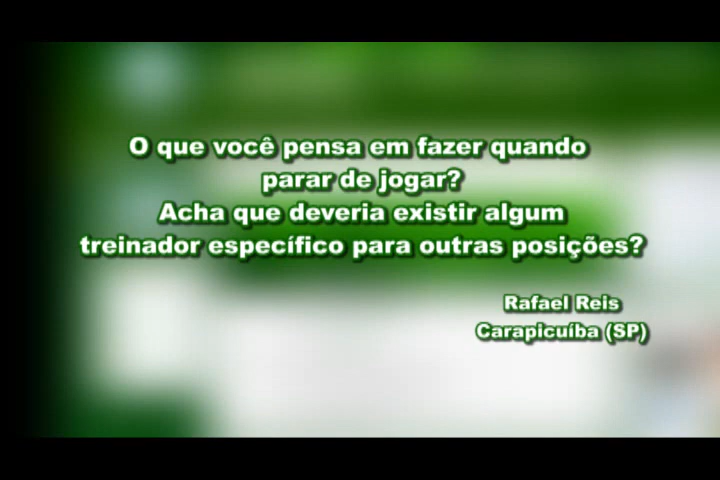 O que você pensa em fazer quando
parar de jogar?
Acha que deveria existir algum
treinador específico para outras posições?
Rafael Reis
Carapicuíba (SP)